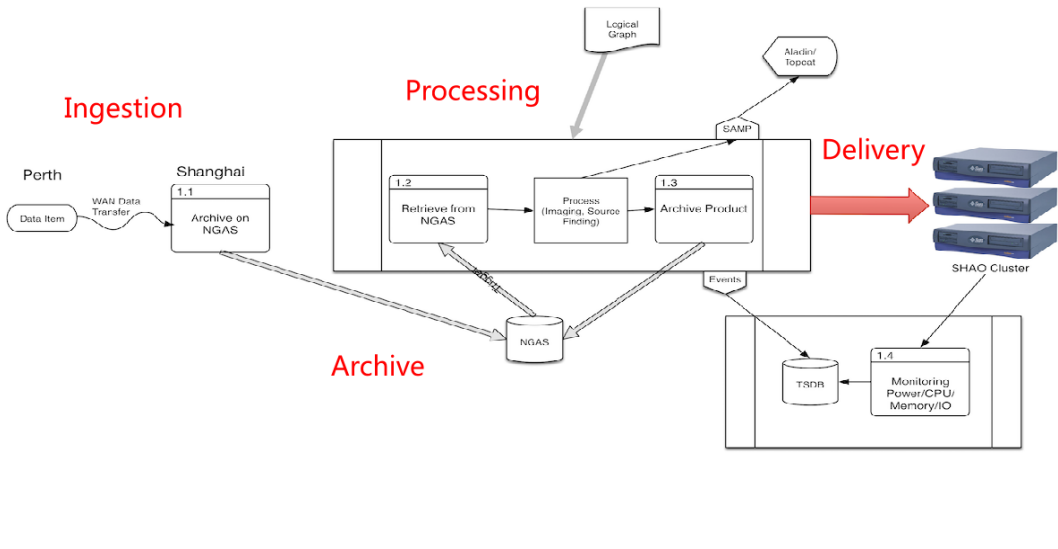 Logical
Graph
Aladin/
Topcat
Processing
Ingestion
SAMP
Delivery
Perth
Shanghai
1.1
1.2
1.3
WAN Data
Transfer
Data Item
Archive on
NGAS
Retrieve from
NGAS
Process
(Imaging, Source
Finding)
Archive Product
SHAO Cluster
Trigger
Events
NGAS
Archive
1.4
TSDB
Monitoring
Power/CPU/
Memory/IO